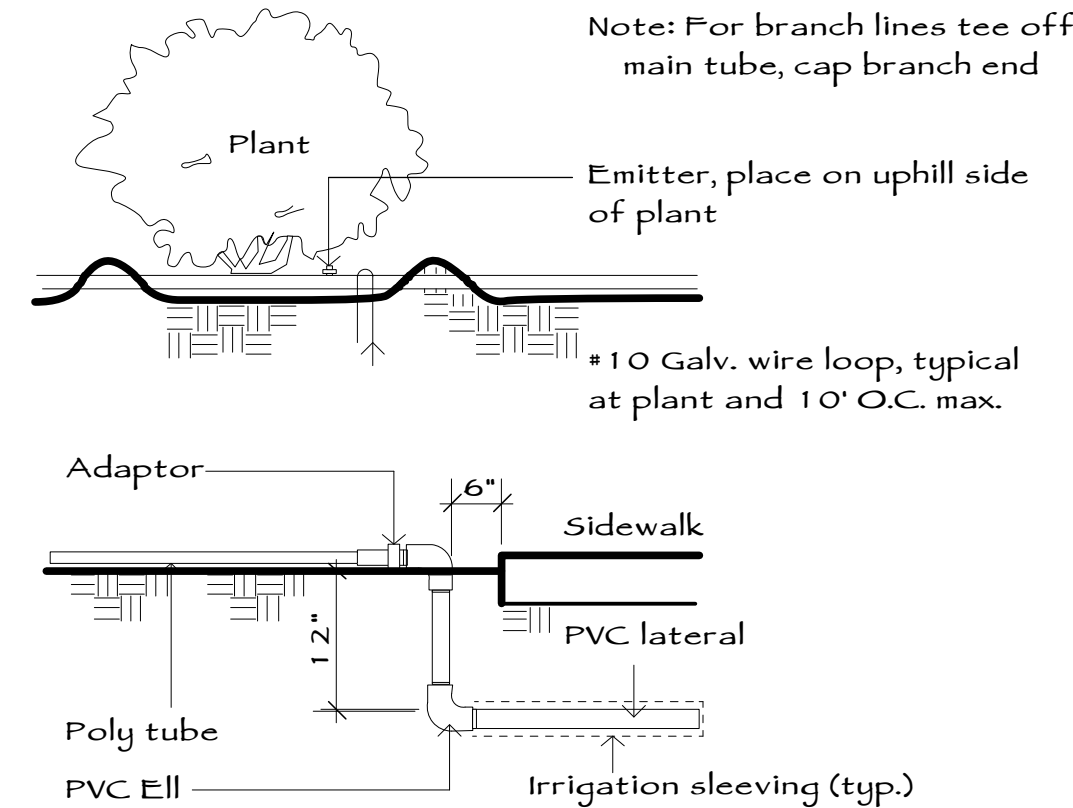 Note: For branch lines tee off
main tube, cap branch end
Plant
Emitter, place on uphill side
of plant
#10 Galv. wire loop, typical
at plant and 10' O.C. max.
Adaptor
6"
Sidewalk
12"
PVC lateral
Poly tube
PVC Ell
Irrigation sleeving (typ.)